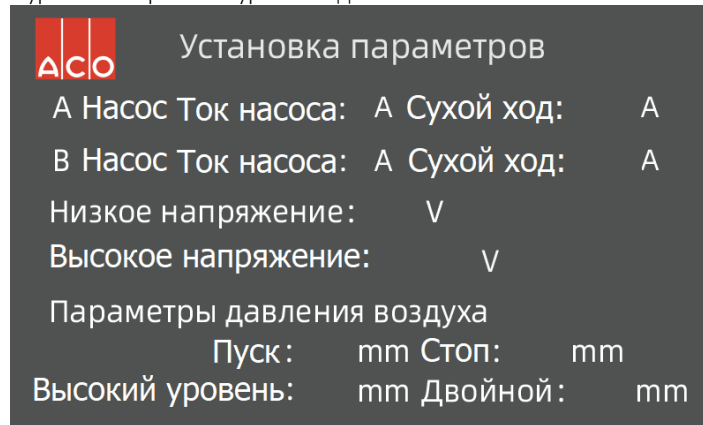 ACO
Установка параметров
A Насос Ток насоса: A Сухой ход: A
B Насос Ток насоса: A Сухой ход: A
Низкое напряжение: V
Высокое напряжение: V
Параметры давления воздуха
Пуск: mm Стоп: mm
Высокий уровень: mm Двойной: mm